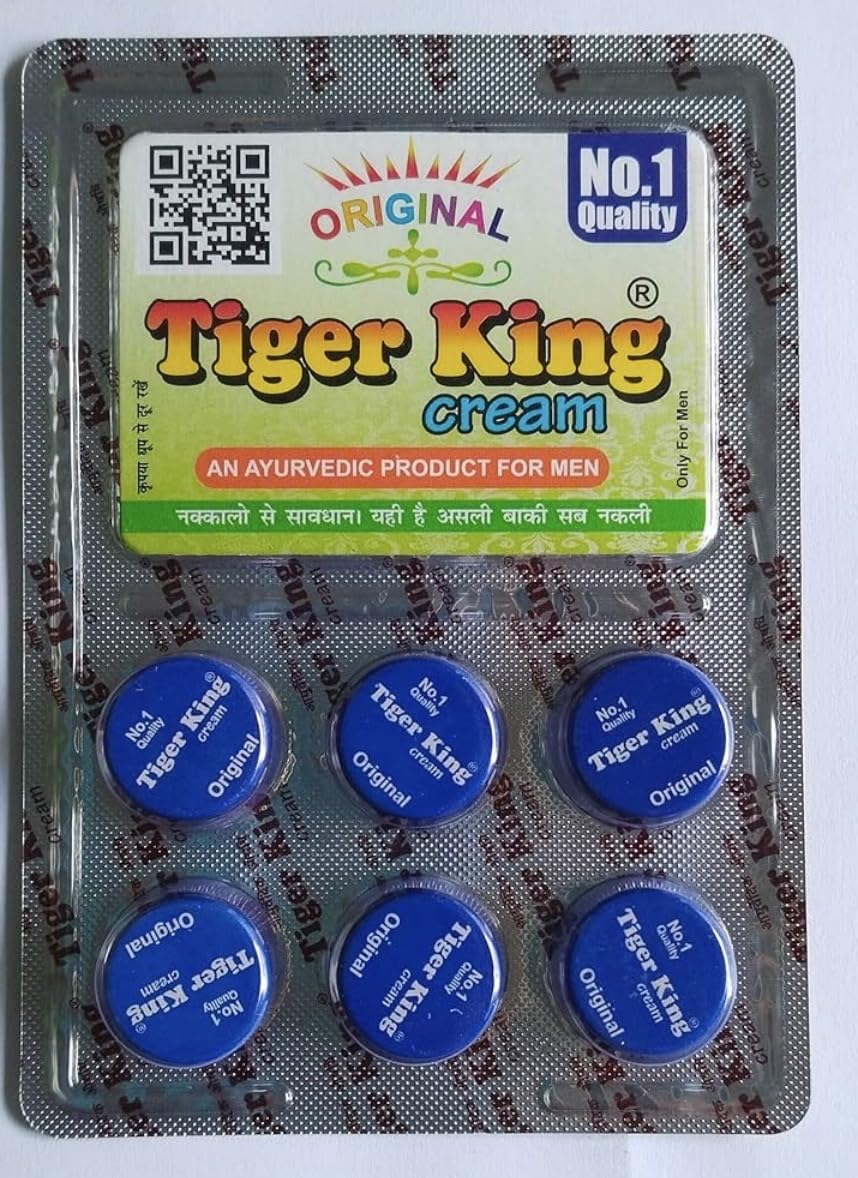 ORIGINAL
No.1
Quality
Tiger King®
cream
कृपया धूप से दूर रखें
Only For Men
AN AYURVEDIC PRODUCT FOR MEN
नक्कालो से सावधान। यही है असली बाकी सब नकली
No.1
Quality
Tiger King®
cream
Original
No.1
Quality
Tiger King®
cream
Original
No.1
Quality
Tiger King®
cream
Original
No.1
Quality
Tiger King®
cream
Original
No.1
Quality
Tiger King®
cream
Original
No.1
Quality
Tiger King®
cream
Original